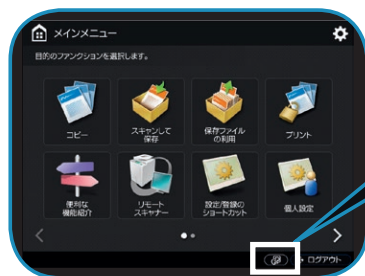 メインメニュー
目的のファンクションを選択します。
コピー
スキャンして
保存
保存ファイル
の利用
プリント
便利な
機能紹介
リモート
スキャナー
設定/登録の
ショートカット
個人設定
ログアウト